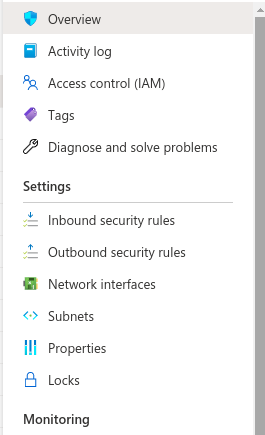 Overview
Activity log
Access control (IAM)
Tags
Diagnose and solve problems
Settings
Inbound security rules
Outbound security rules
Network interfaces
Subnets
Properties
Locks
Monitoring